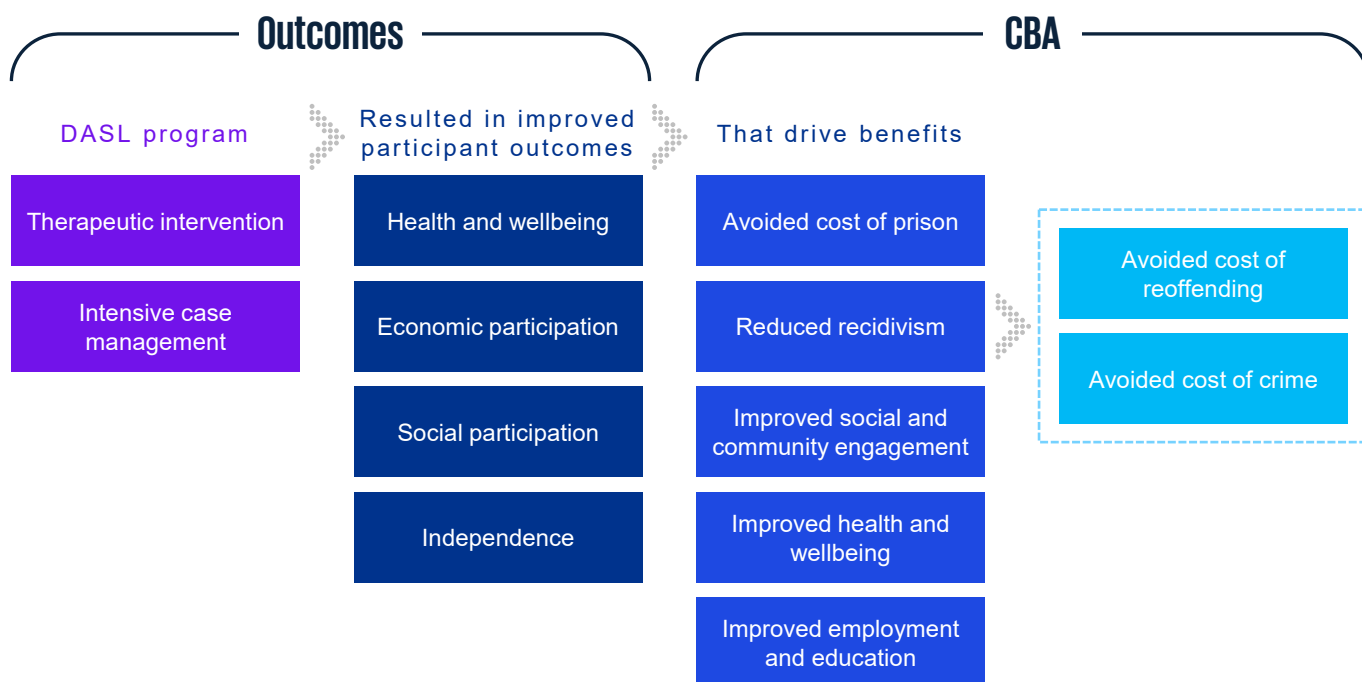 Outcomes
CBA
DASL program
Resulted in improved
participant outcomes
That drive benefits
Therapeutic intervention
Intensive case
management
Health and wellbeing
Economic participation
Social participation
Independence
Avoided cost of prison
Reduced recidivism
Improved social and
community engagement
Improved health and
wellbeing
Improved employment
and education
Avoided cost of
reoffending
Avoided cost of crime